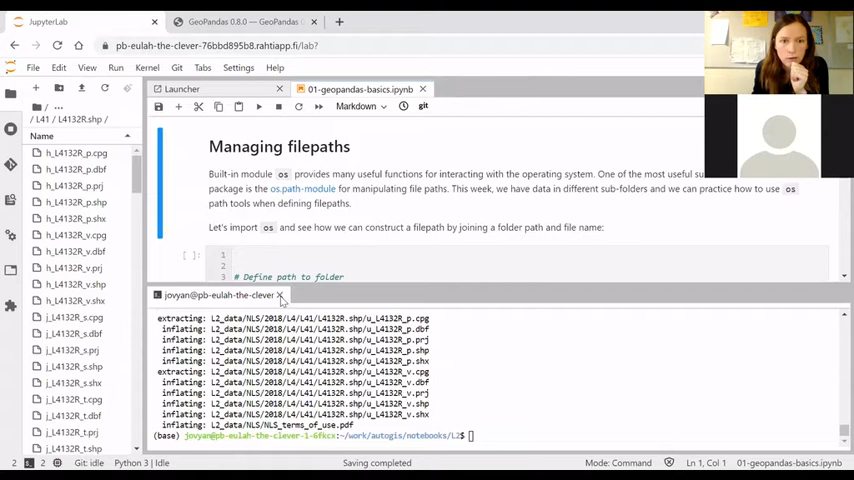 JupyterLab
GeoPandas 0.8.0 — GeoPandas
pb-eulah-the-clever-76bbd895b8.rahtiapp.fi/lab?
File Edit View Run Kernel Git Tabs Settings Help
Launcher
01-geopandas-basics.ipynb
Markdown
git
/ ...
/ L41 / L4132R.shp /
Name
h_L4132R_p.cpg
h_L4132R_p.dbf
h_L4132R_p.prj
h_L4132R_p.shp
h_L4132R_p.shx
h_L4132R_v.cpg
h_L4132R_v.dbf
h_L4132R_v.prj
h_L4132R_v.shp
h_L4132R_v.shx
j_L4132R_s.cpg
j_L4132R_s.dbf
j_L4132R_s.prj
j_L4132R_s.shp
j_L4132R_s.shx
j_L4132R_t.cpg
j_L4132R_t.dbf
j_L4132R_t.prj
j_L4132R_t.shp
Managing filepaths
Built-in module os provides many useful functions for interacting with the operating system. One of the most useful su
package is the os.path-module for manipulating file paths. This week, we have data in different sub-folders and we can practice how to use os
path tools when defining filepaths.
Let's import os and see how we can construct a filepath by joining a folder path and file name:
[ ]:
1
2
3 # Define path to folder
jovyan@pb-eulah-the-clever
extracting: L2_data/NLS/2018/L4/L41/L4132R.shp/u_L4132R_p.cpg
inflating: L2_data/NLS/2018/L4/L41/L4132R.shp/u_L4132R_p.dbf
inflating: L2_data/NLS/2018/L4/L41/L4132R.shp/u_L4132R_p.prj
inflating: L2_data/NLS/2018/L4/L41/L4132R.shp/u_L4132R_p.shp
inflating: L2_data/NLS/2018/L4/L41/L4132R.shp/u_L4132R_p.shx
extracting: L2_data/NLS/2018/L4/L41/L4132R.shp/u_L4132R_v.cpg
inflating: L2_data/NLS/2018/L4/L41/L4132R.shp/u_L4132R_v.dbf
inflating: L2_data/NLS/2018/L4/L41/L4132R.shp/u_L4132R_v.prj
inflating: L2_data/NLS/2018/L4/L41/L4132R.shp/u_L4132R_v.shp
inflating: L2_data/NLS/2018/L4/L41/L4132R.shp/u_L4132R_v.shx
inflating: L2_data/NLS/NLS_terms_of_use.pdf
(base) jovyan@pb-eulah-the-clever-1-6fkcx:~/work/autogis/notebooks/L2$
2 2 Git: idle Python 3 | Idle Saving completed Mode: Command Ln 1, Col 1 01-geopandas-basics.ipynb